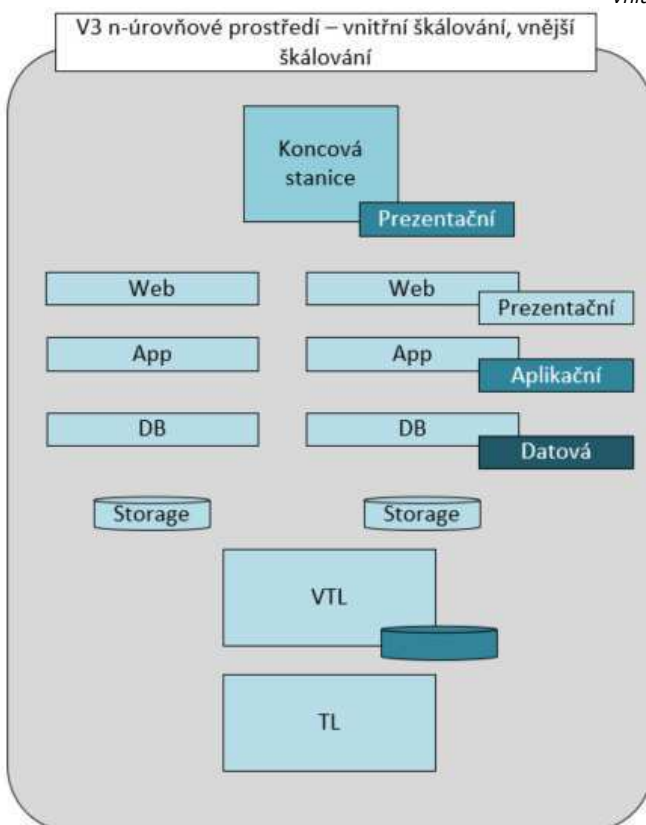 V3 n-úrovňové prostředí – vnitřní škálování, vnější
škálování
Koncová
stanice
Prezentační
Web
Web
Prezentační
App
App
Aplikační
DB
DB
Datová
Storage
Storage
VTL
TL